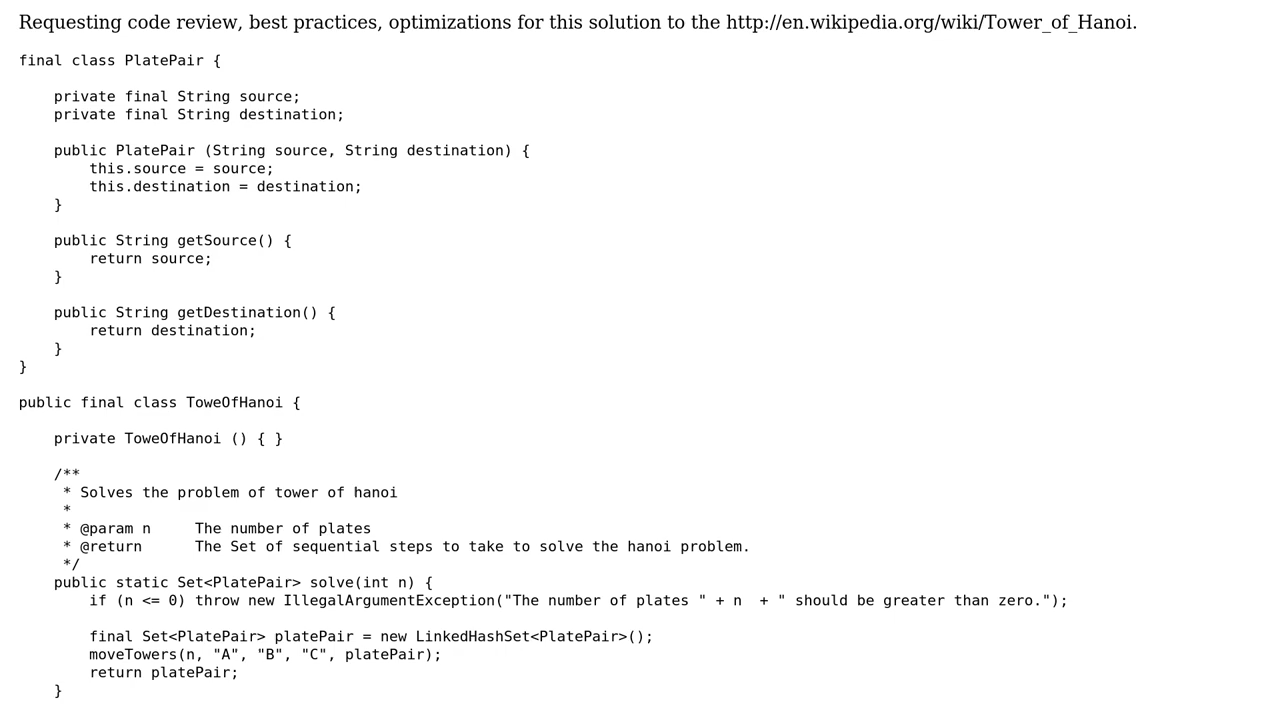 Requesting code review, best practices, optimizations for this solution to the http://en.wikipedia.org/wiki/Tower_of_Hanoi.
final class PlatePair {
    private final String source;
    private final String destination;
    public PlatePair (String source, String destination) {
        this.source = source;
        this.destination = destination;
    }
    public String getSource() {
        return source;
    }
    public String getDestination() {
        return destination;
    }
}
public final class ToweOfHanoi {
    private ToweOfHanoi () { }
    /**
     * Solves the problem of tower of hanoi
     *
     * @param n     The number of plates
     * @return      The Set of sequential steps to take to solve the hanoi problem.
     */
    public static Set<PlatePair> solve(int n) {
        if (n <= 0) throw new IllegalArgumentException("The number of plates " + n  + " should be greater than zero.");
        final Set<PlatePair> platePair = new LinkedHashSet<PlatePair>();
        moveTowers(n, "A", "B", "C", platePair);
        return platePair;
    }